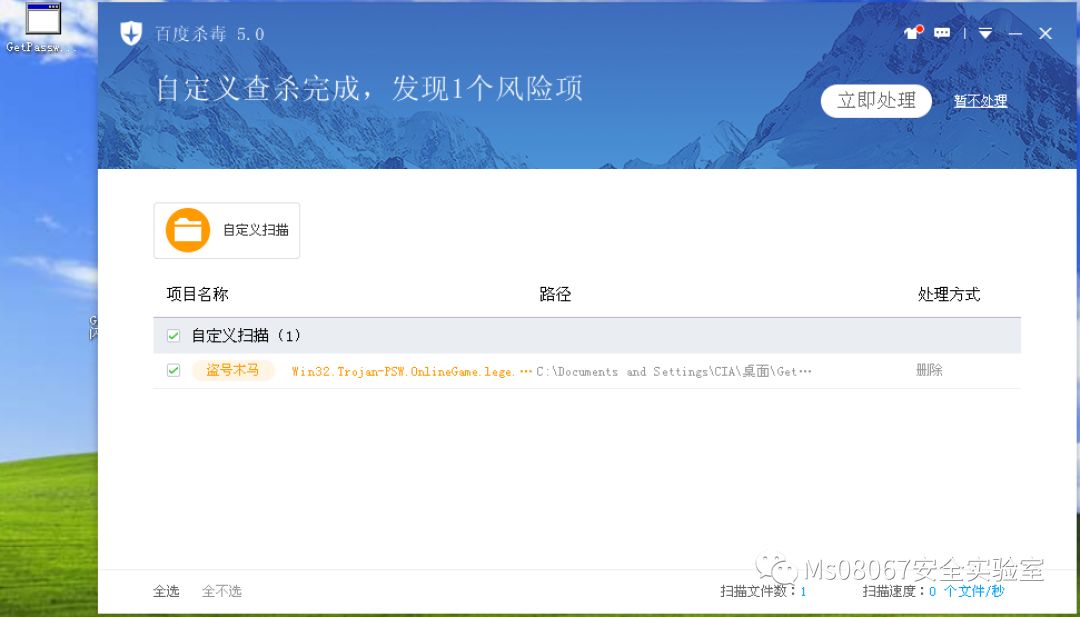 GetPassw...
百度杀毒 5.0
自定义查杀完成，发现1个风险项
立即处理 暂不处理
自定义扫描
项目名称 路径 处理方式
自定义扫描（1）
盗号木马 Win32.Trojan-PSW.OnlineGame.lege.… C:\Documents and Settings\CIA\桌面\Get… 删除
Ms08067安全实验室
全选 全不选 扫描文件数：1 扫描速度：0 个文件/秒